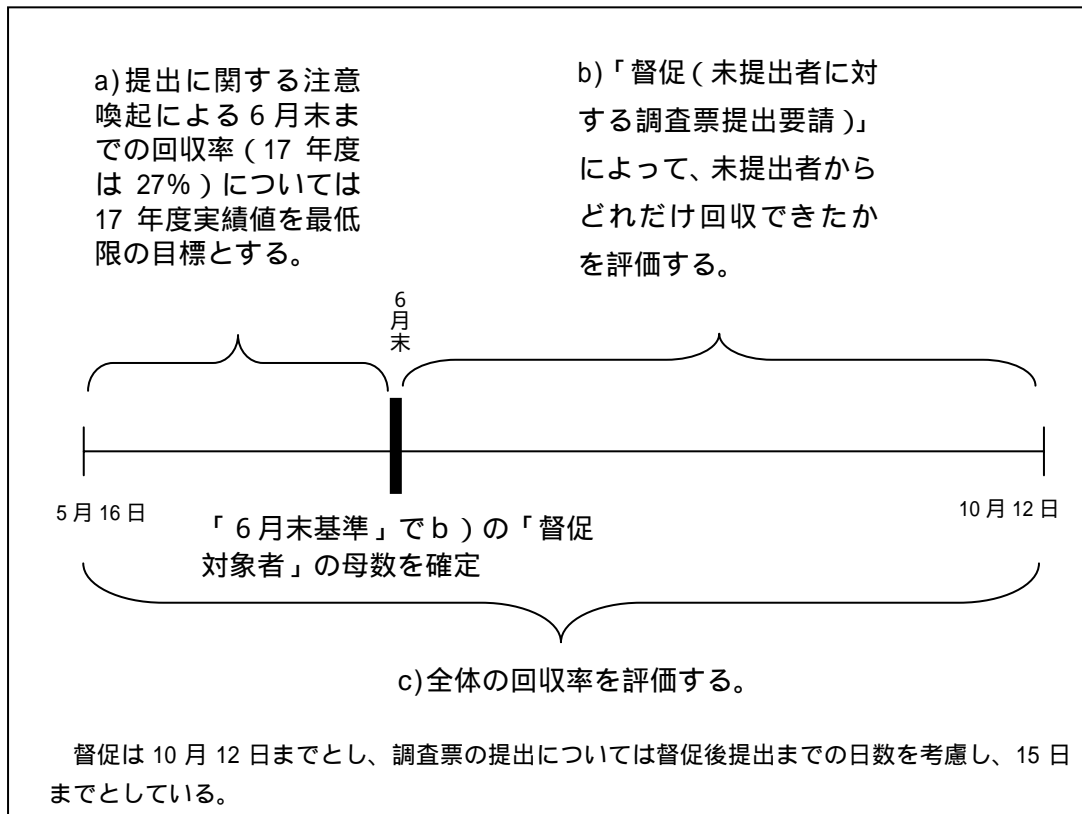 a)提出に関する注意
喚起による 6 月末ま
での回収率（17 年度
は 27%）については
17 年度実績値を最低
限の目標とする。
b)「督促（未提出者に対
する調査票提出要請）」
によって、未提出者から
どれだけ回収できたか
を評価する。
6月末
5 月 16 日
10 月 12 日
「 6 月末基準」で b ）の「督促
対象者」の母数を確定
c)全体の回収率を評価する。
督促は 10 月 12 日までとし、調査票の提出については督促後提出までの日数を考慮し、15 日
までとしている。